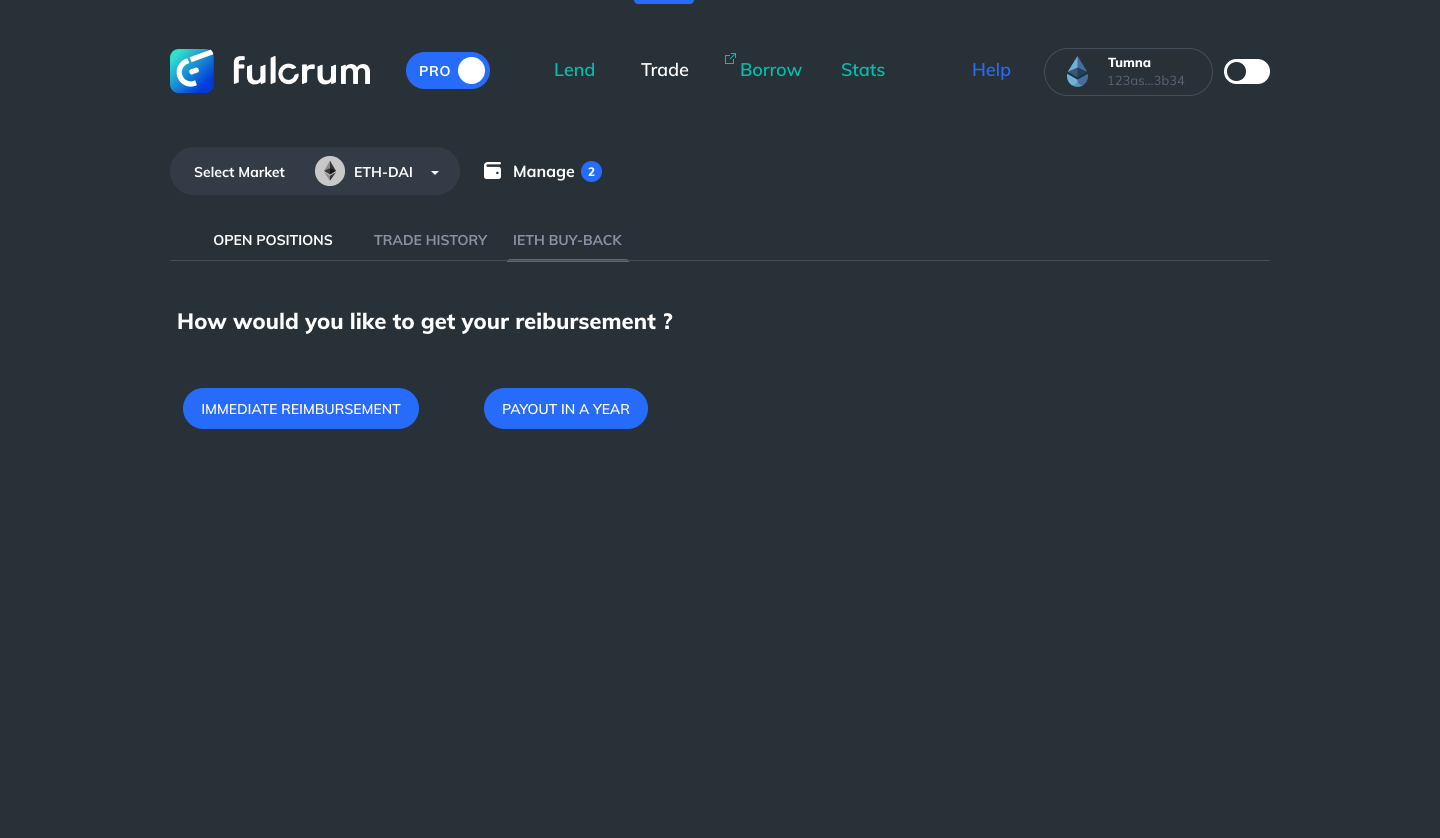 fulcrum PRO Lend Trade Borrow Stats Help Tumna
123as...3b34
Select Market ETH-DAI Manage 2
OPEN POSITIONS TRADE HISTORY IETH BUY-BACK
How would you like to get your reibursement ?
IMMEDIATE REIMBURSEMENT PAYOUT IN A YEAR